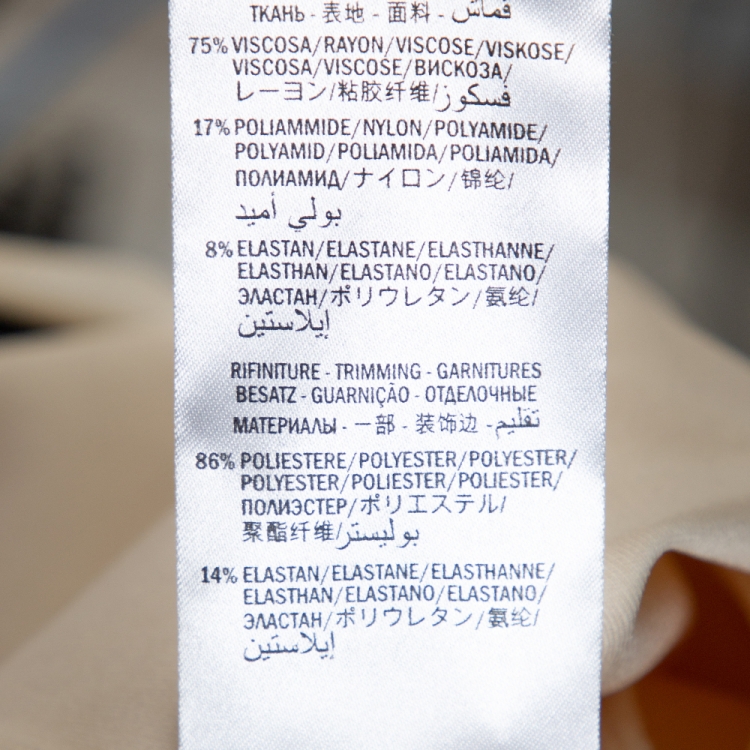 ТКАНЬ - 表地 - 面料 - قماش
75% VISCOSA/RAYON/VISCOSE/VISKOSE/
VISCOSA/VISCOSE/ВИСКОЗА/
レーヨン/粘胶纤维/فسكوز
17% POLIAMMIDE/NYLON/POLYAMIDE/
POLYAMID/POLIAMIDA/POLIAMIDA/
ПОЛИАМИД/ナイロン/锦纶/
بولي أميد
8% ELASTAN/ELASTANE/ELASTHANNE/
ELASTHAN/ELASTANO/ELASTANO/
ЭЛАСТАН/ポリウレタン/氨纶/
إيلاستين
RIFINITURE - TRIMMING - GARNITURES
BESATZ - GUARNIÇÃO - ОТДЕЛОЧНЫЕ
МАТЕРИАЛЫ - 一部 - 装饰边 - تقليم
86% POLIESTERE/POLYESTER/POLYESTER/
POLYESTER/POLIESTER/POLIESTER/
ПОЛИЭСТЕР/ポリエステル/
聚酯纤维/بوليستر
14% ELASTAN/ELASTANE/ELASTHANNE/
ELASTHAN/ELASTANO/ELASTANO/
ЭЛАСТАН/ポリウレタン/氨纶/
إيلاستين